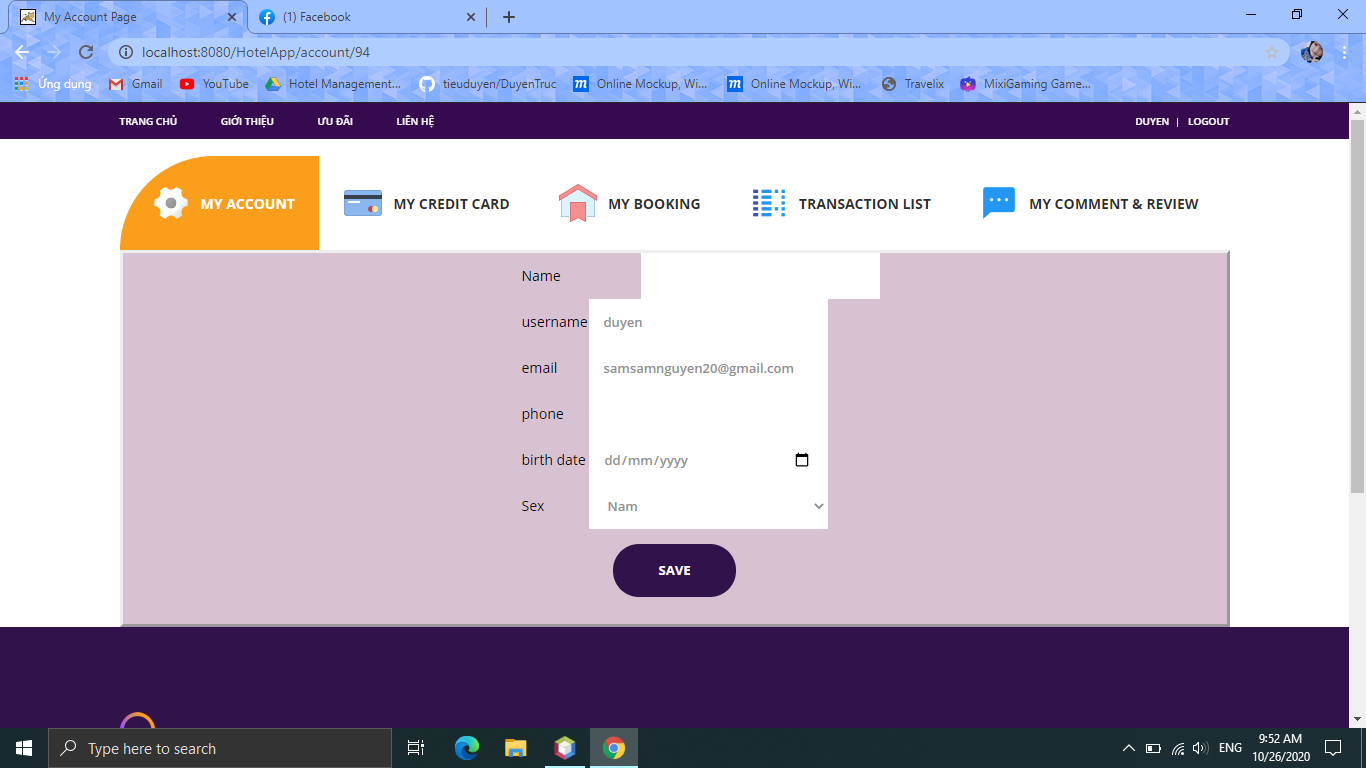 My Account Page
(1) Facebook
localhost:8080/HotelApp/account/94
Ứng dụng Gmail YouTube Hotel Management... tieuduyen/DuyenTruc Online Mockup, Wi... Online Mockup, Wi... Travelix MixiGaming Game...
TRANG CHỦ GIỚI THIỆU ƯU ĐÃI LIÊN HỆ DUYEN | LOGOUT
MY ACCOUNT MY CREDIT CARD MY BOOKING TRANSACTION LIST MY COMMENT & REVIEW
Name
username duyen
email samsamnguyen20@gmail.com
phone
birth date dd/mm/yyyy
Sex Nam
SAVE
Type here to search
ENG
9:52 AM
10/26/2020